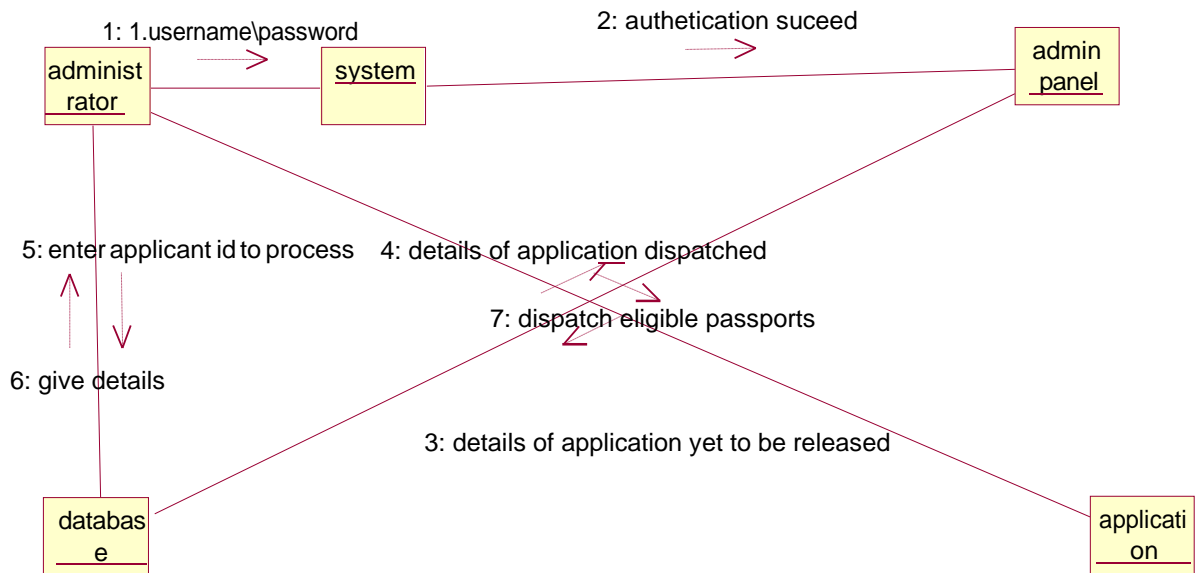 1: 1.username\password
2: authetication suceed
administ
rator
system
admin
panel
5: enter applicant id to process
4: details of application dispatched
7: dispatch eligible passports
6: give details
3: details of application yet to be released
databas
e
applicati
on